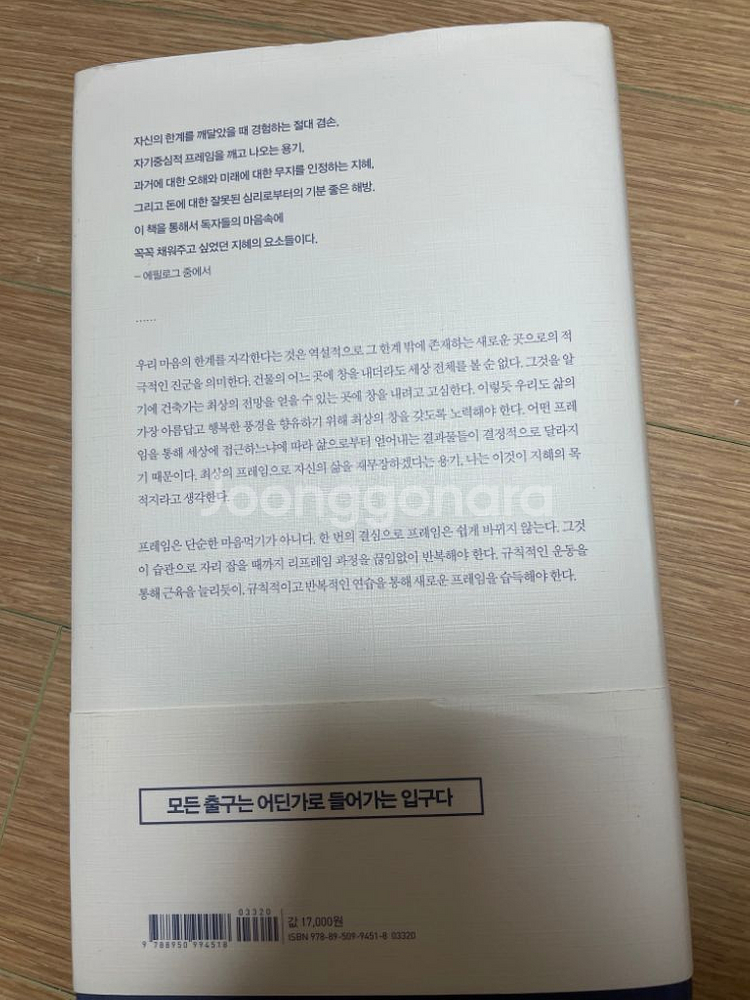 자신의 한계를 깨달았을 때 경험하는 절대 겸손,
자기중심적 프레임을 깨고 나오는 용기,
과거에 대한 오해와 미래에 대한 무지를 인정하는 지혜,
그리고 돈에 대한 잘못된 심리로부터의 기분 좋은 해방.
이 책을 통해서 독자들의 마음속에
꼭꼭 채워주고 싶었던 지혜의 요소들이다.
– 에필로그 중에서
......
우리 마음의 한계를 자각한다는 것은 역설적으로 그 한계 밖에 존재하는 새로운 곳으로의 적
극적인 진군을 의미한다. 건물의 어느 곳에 창을 내더라도 세상 전체를 볼 순 없다. 그것을 알
기에 건축가는 최상의 전망을 얻을 수 있는 곳에 창을 내려고 고심한다. 이렇듯 우리도 삶의
가장 아름답고 행복한 풍경을 향유하기 위해 최상의 창을 갖도록 노력해야 한다. 어떤 프레
임을 통해 세상에 접근하느냐에 따라 삶으로부터 얻어내는 결과물들이 결정적으로 달라지
기 때문이다. 최상의 프레임으로 자신의 삶을 재무장하겠다는 용기, 나는 이것이 지혜의 목
적지라고 생각한다.
Joonggonara
프레임은 단순한 마음먹기가 아니다. 한 번의 결심으로 프레임은 쉽게 바뀌지 않는다. 그것
이 습관으로 자리 잡을 때까지 리프레임 과정을 끊임없이 반복해야 한다. 규칙적인 운동을
통해 근육을 늘리듯이, 규칙적이고 반복적인 연습을 통해 새로운 프레임을 습득해야 한다.
모든 출구는 어딘가로 들어가는 입구다
03320
값 17,000원
ISBN 978-89-509-9451-8 03320
9 788950 994518